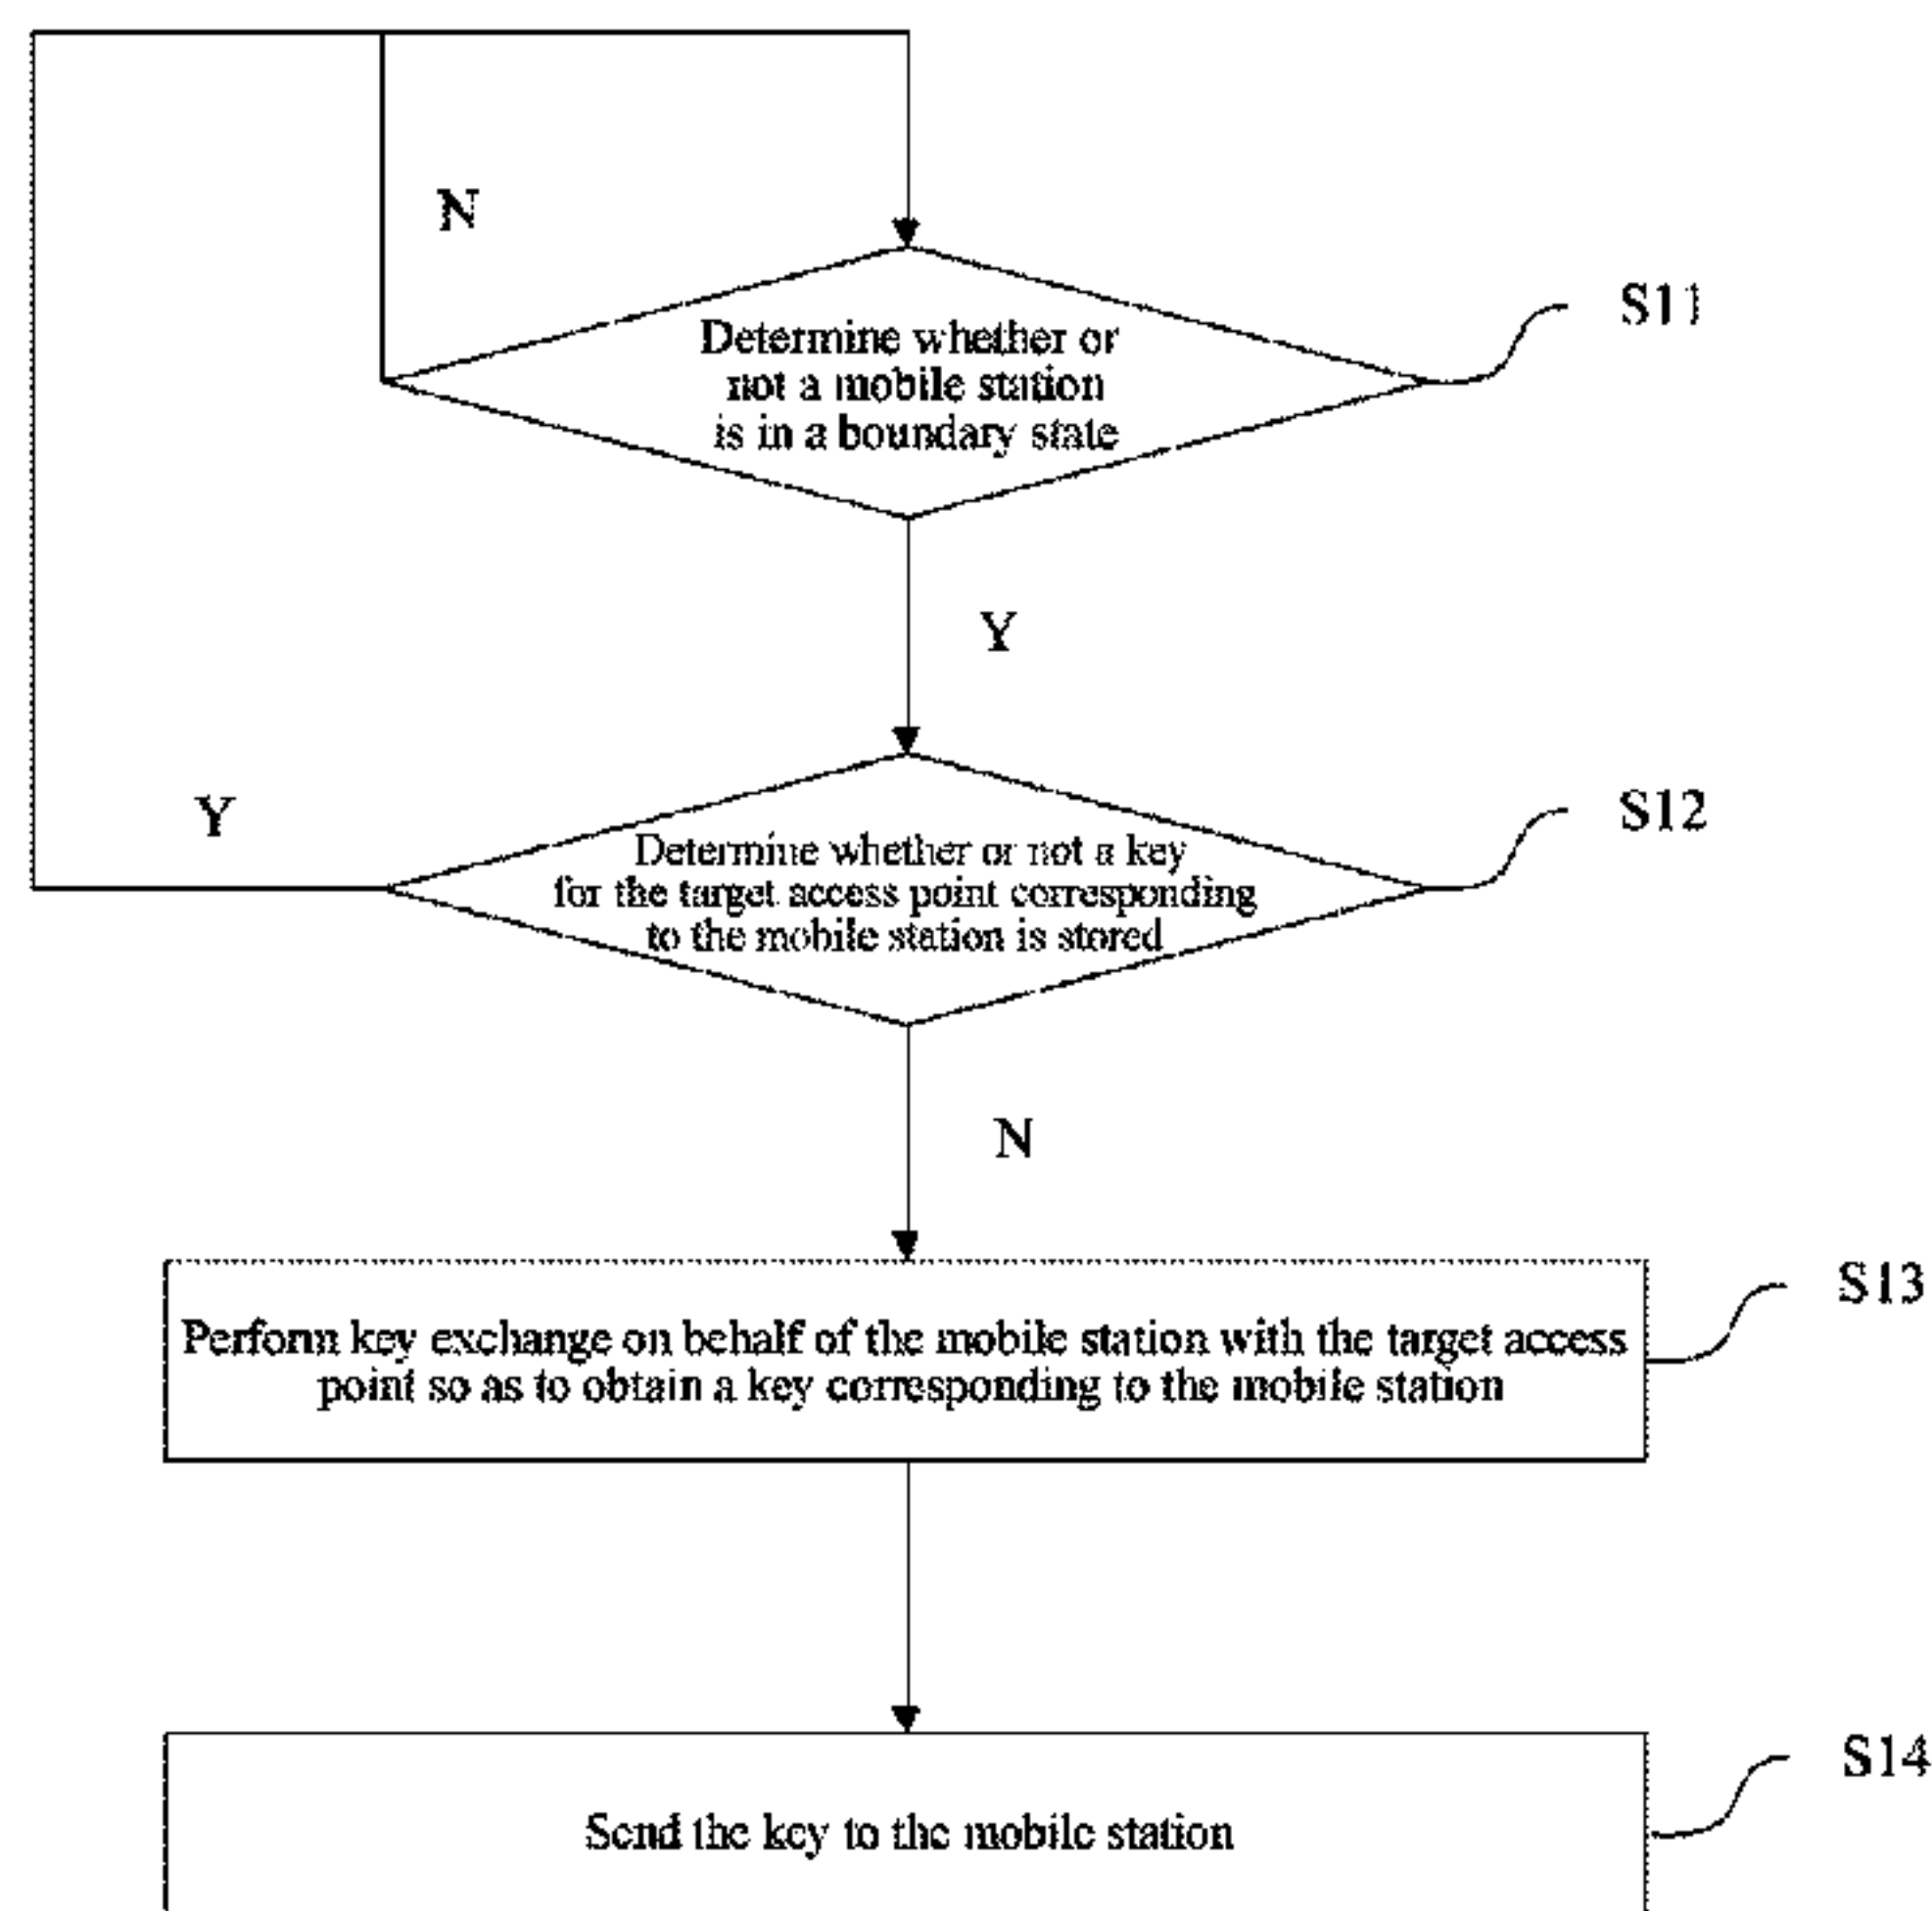 N
Determine whether or
not a mobile station
is in a boundary state
S11
Y
Y
Determine whether or not a key
for the target access point corresponding
to the mobile station is stored
S12
N
Perform key exchange on behalf of the mobile station with the target access
point so as to obtain a key corresponding to the mobile station
S13
Send the key to the mobile station
S14